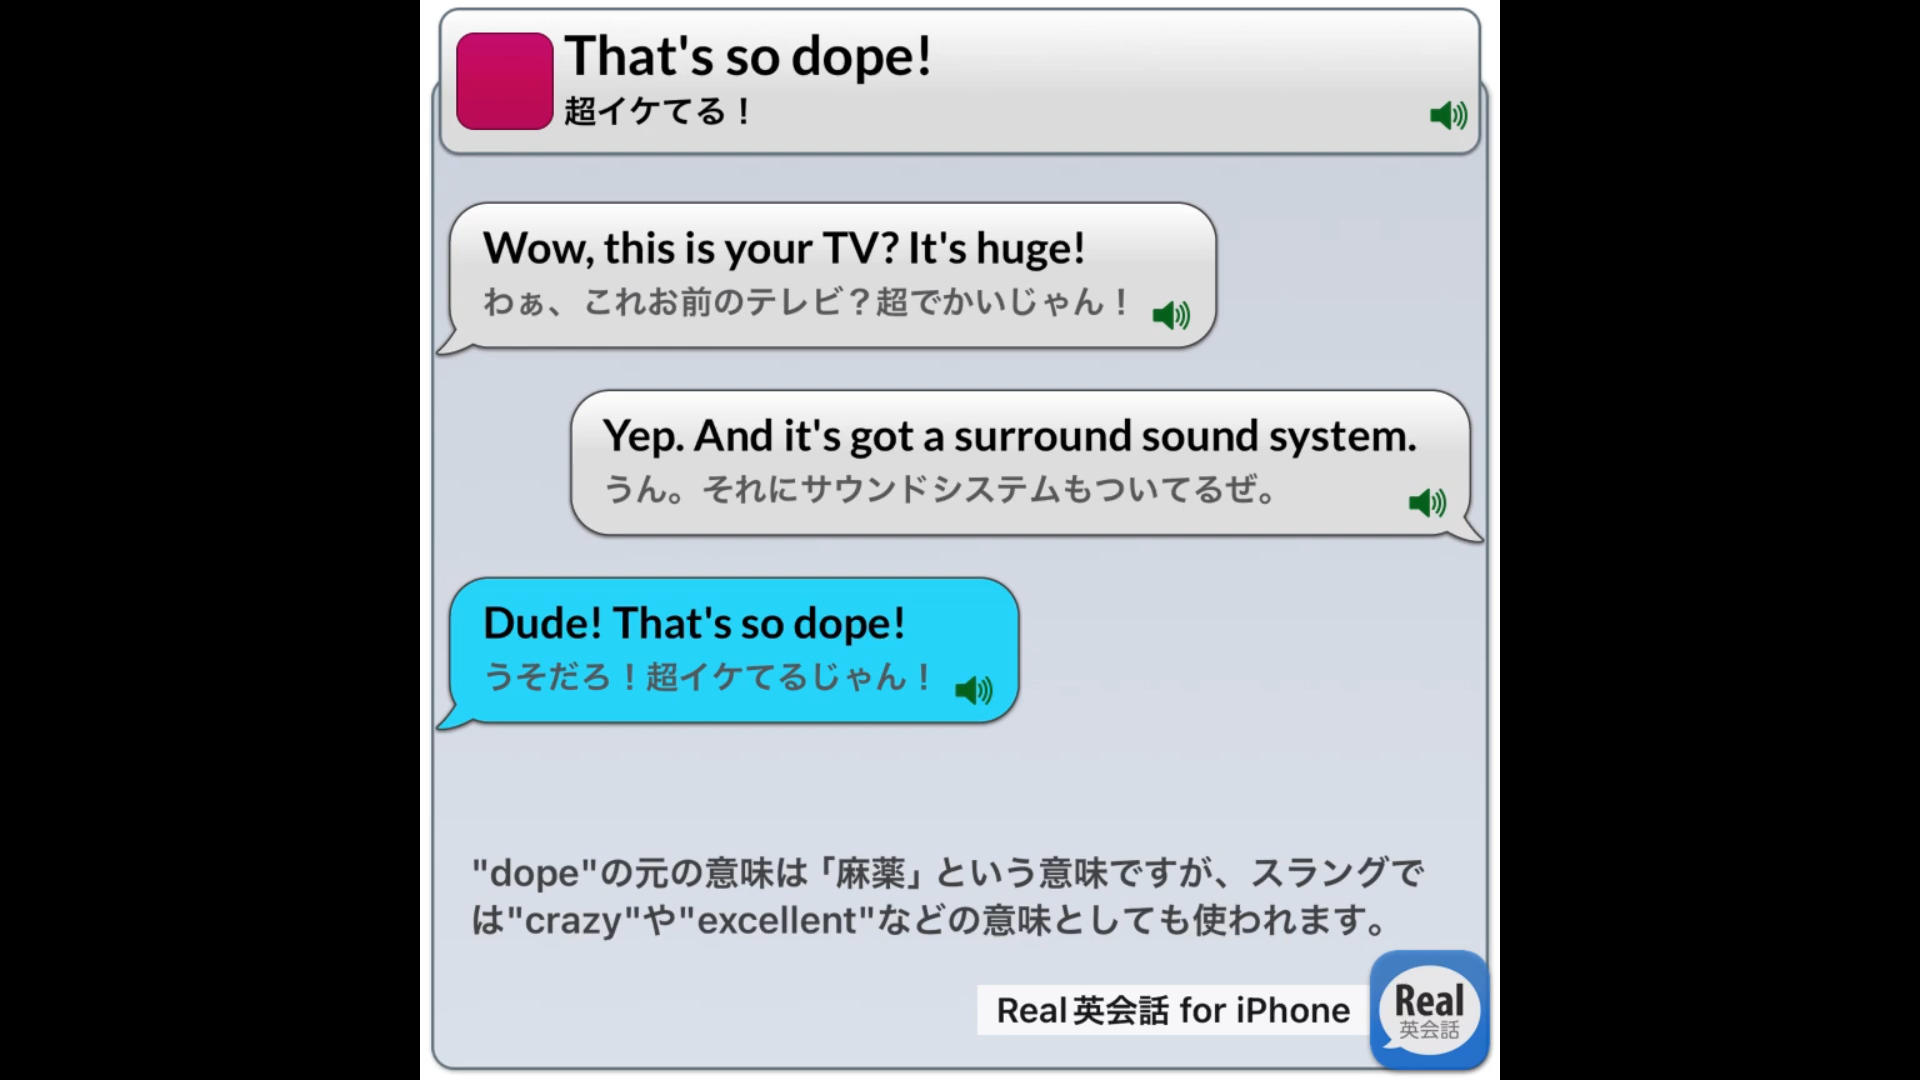 That's so dope!
超イケてる！
Wow, this is your TV? It's huge!
わぁ、これお前のテレビ？超でかいじゃん！
Yep. And it's got a surround sound system.
うん。それにサウンドシステムもついてるぜ。
Dude! That's so dope!
うそだろ！超イケてるじゃん！
"dope"の元の意味は「麻薬」という意味ですが、スラングで
は"crazy"や"excellent"などの意味としても使われます。
Real英会話 for iPhone
Real
英会話